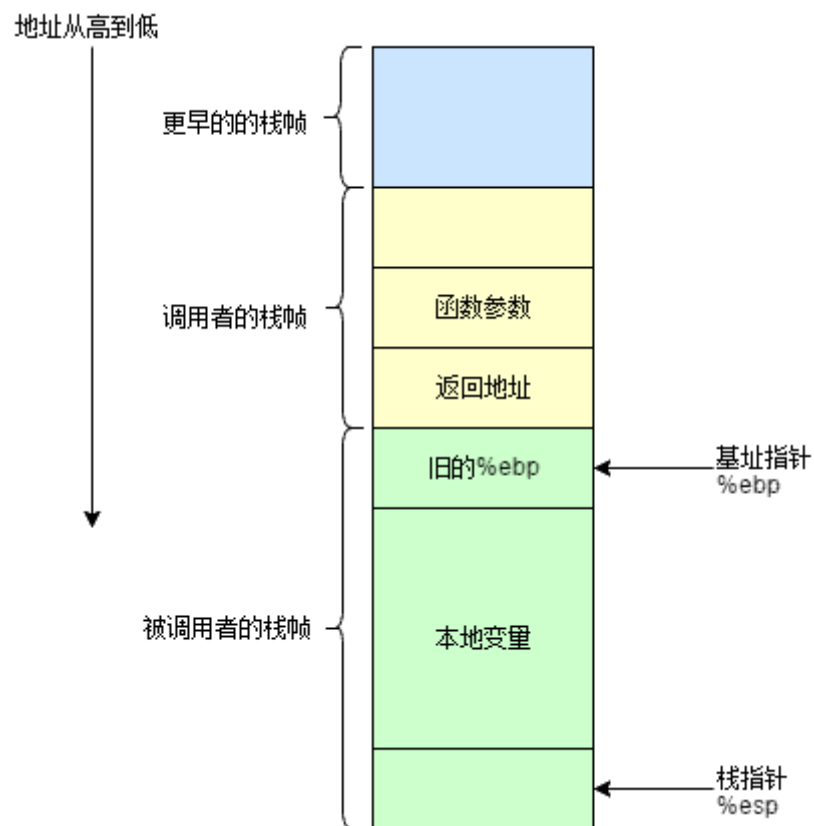 地址从高到低
更早的的栈帧
调用者的栈帧
函数参数
返回地址
旧的%ebp
基址指针
%ebp
被调用者的栈帧
本地变量
栈指针
%esp